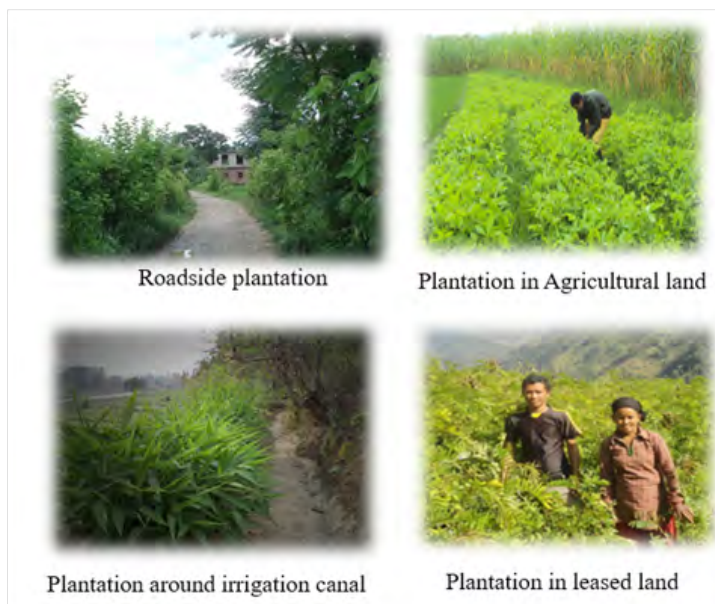 Roadside plantation
Plantation in Agricultural land
Plantation around irrigation canal
Plantation in leased land